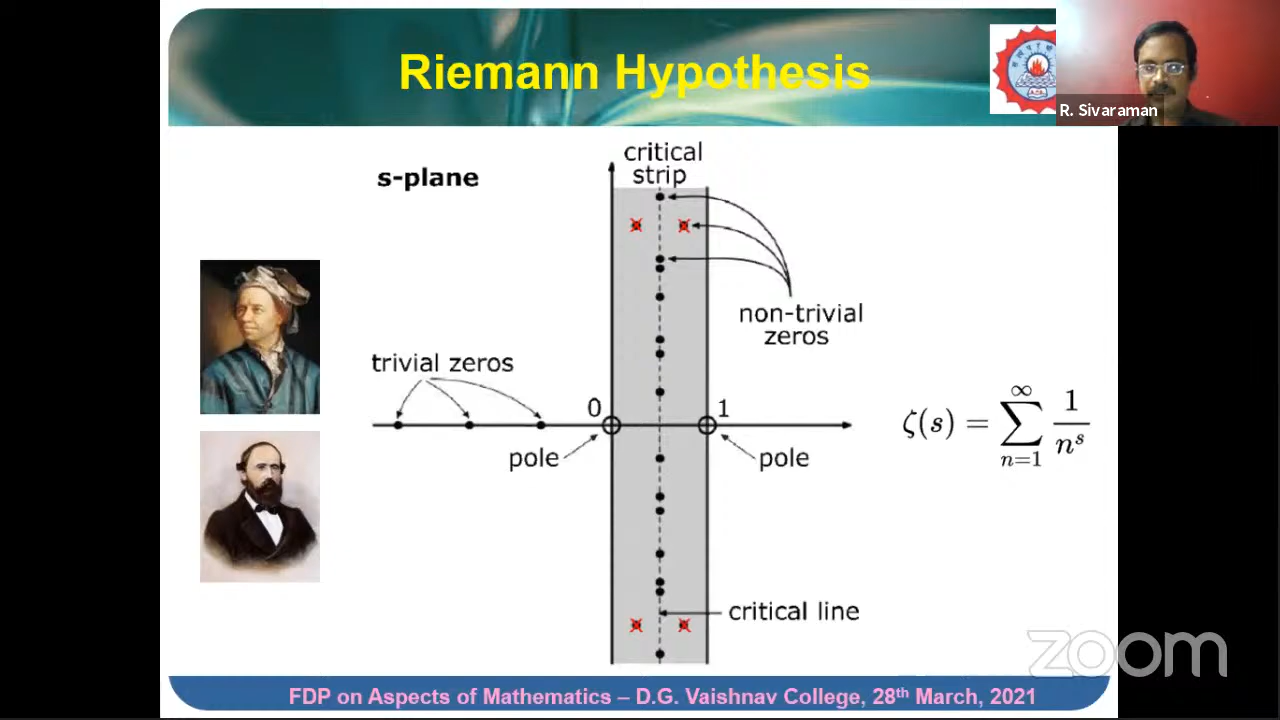 Riemann Hypothesis
R. Sivaraman
s-plane
critical
strip
non-trivial
zeros
trivial zeros
0
1
pole
pole
ζ(s) = ∑_{n=1}^{∞} 1/n^s
critical line
zoom
FDP on Aspects of Mathematics – D.G. Vaishnav College, 28th March, 2021